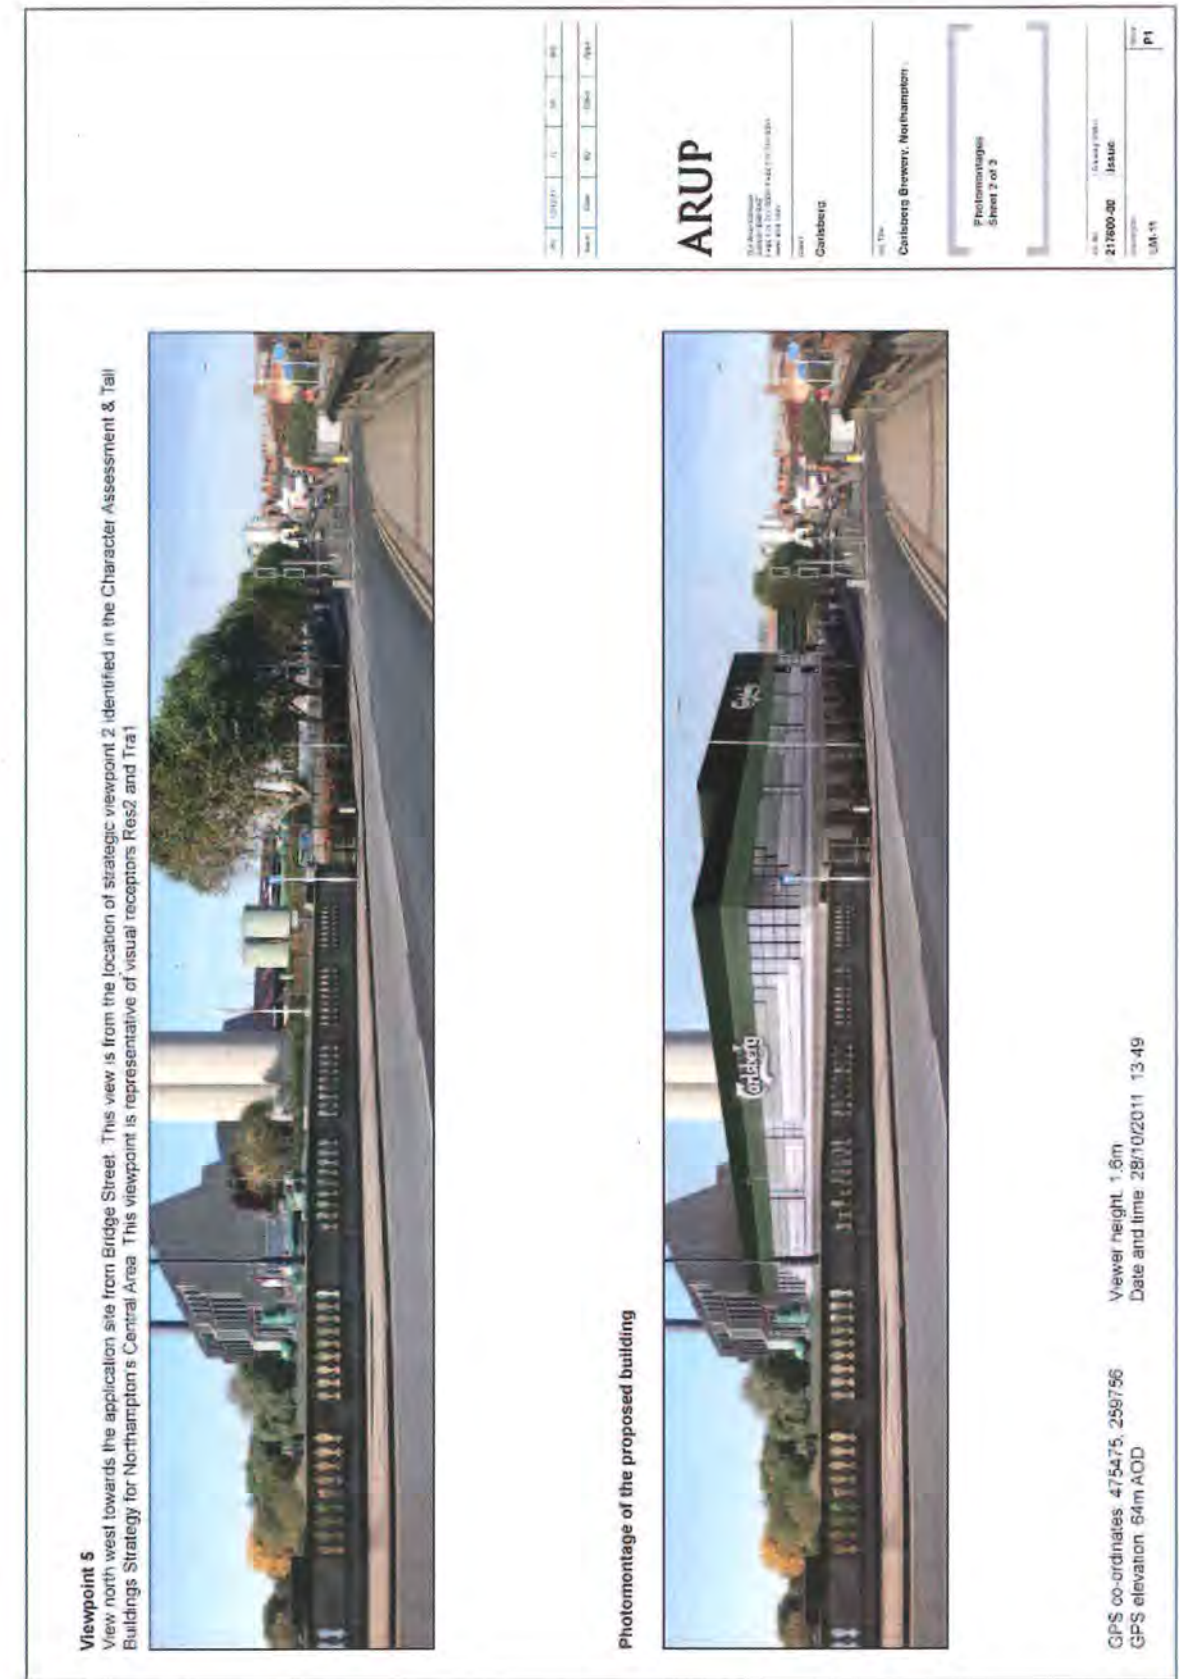 Viewpoint 5
View north west towards the application site from Bridge Street. This view is from the location of strategic viewpoint 2 identified in the Character Assessment & Tall
Buildings Strategy for Northampton's Central Area. This viewpoint is representative of visual receptors Res2 and Tra1
Photomontage of the proposed building
Carlsberg
GPS co-ordinates: 475475, 259756
GPS elevation: 64m AOD
Viewer height: 1.6m
Date and time: 28/10/2011 13:49
ARUP
Carlsberg
Carlsberg Brewery, Northampton
Photomontages
Sheet 2 of 3
217600-00
Issue
LM-11
P1